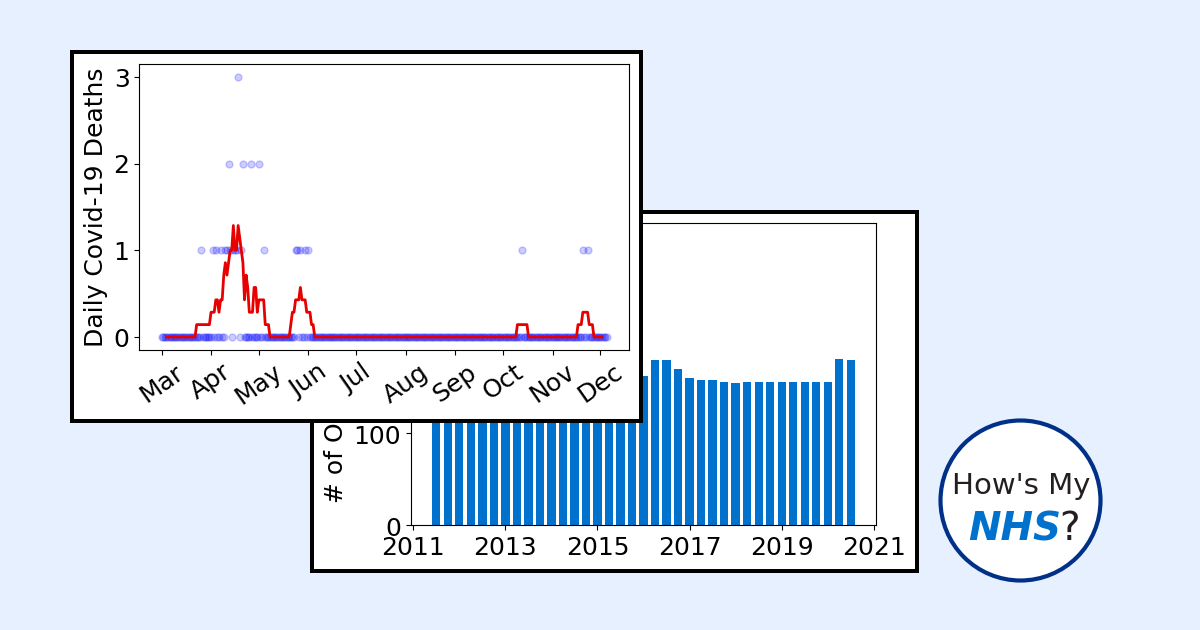 Daily Covid-19 Deaths
3
2
1
0
Mar Apr May Jun Jul Aug Sep Oct Nov Dec
# of O
100
0
2011 2013 2015 2017 2019 2021
How's My
NHS?